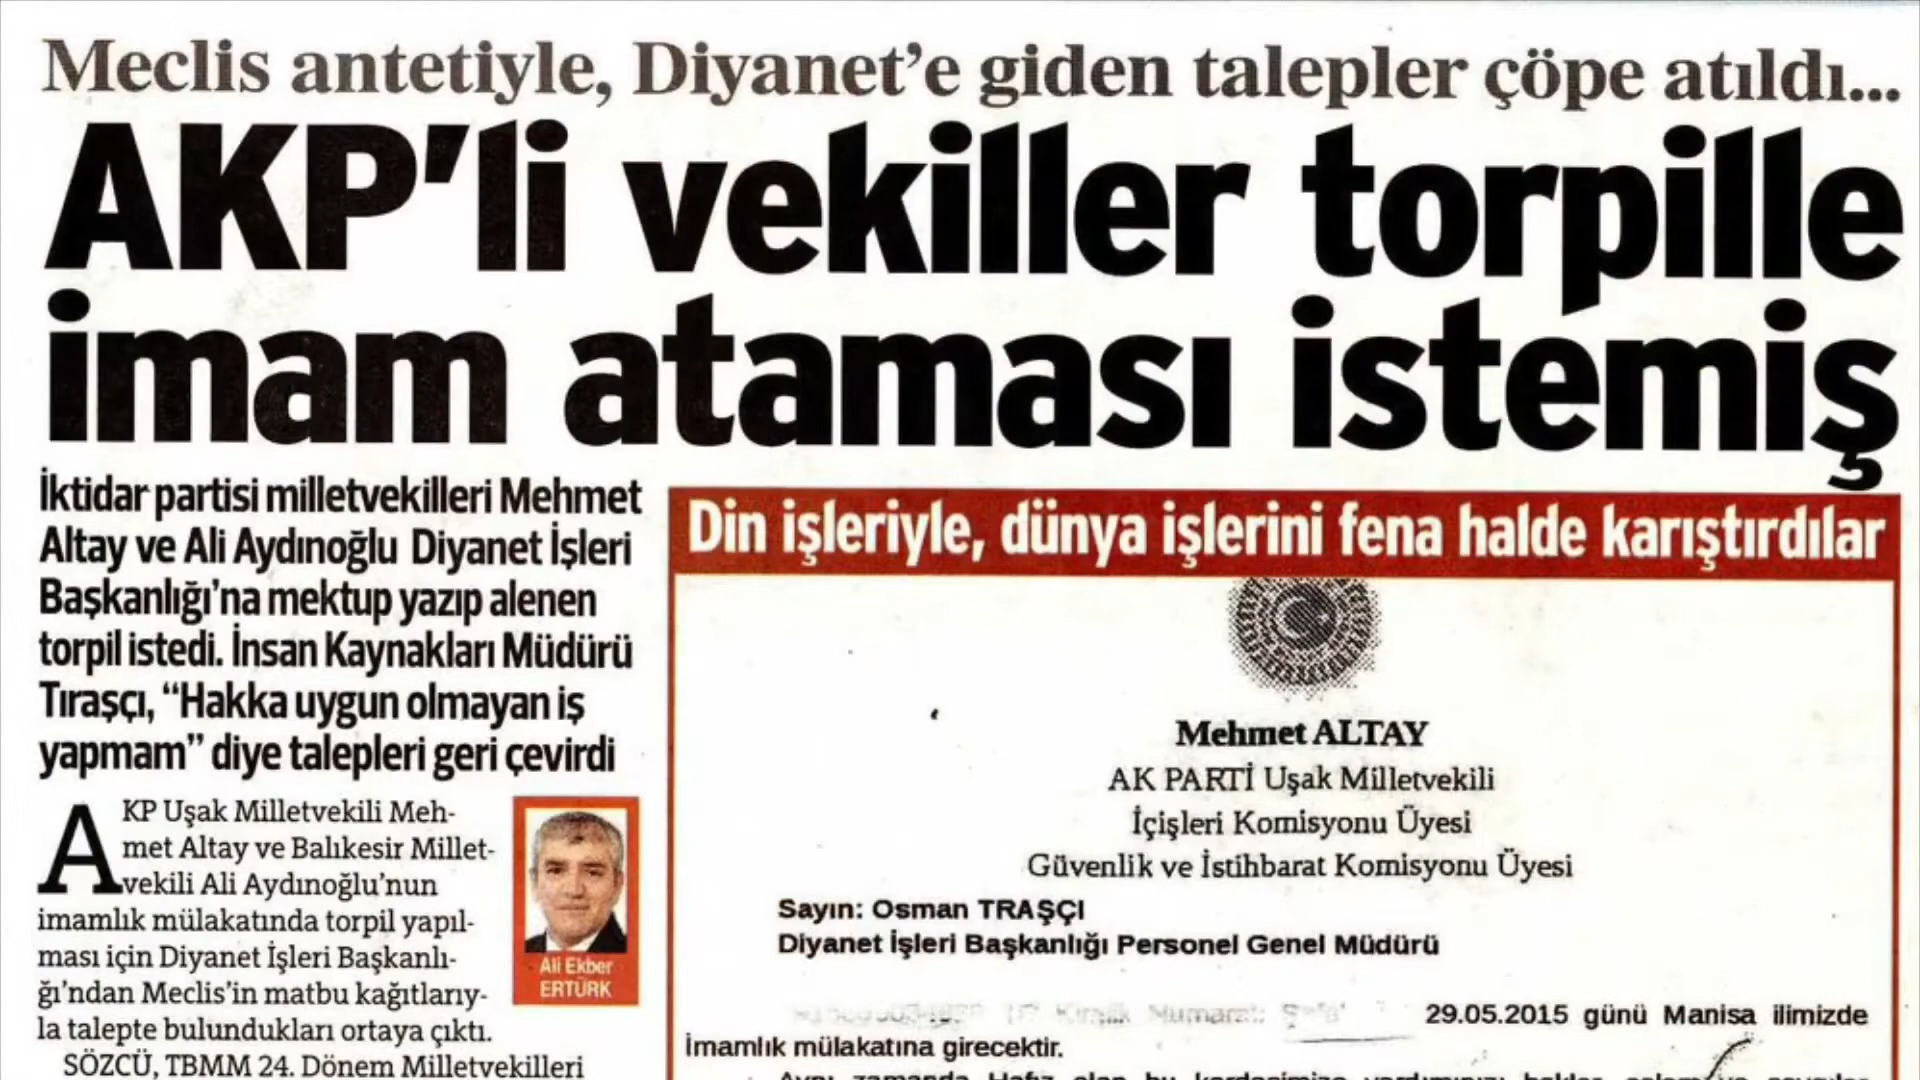 Meclis antetiyle, Diyanet’e giden talepler çöpe atıldı...
AKP’li vekiller torpille
imam ataması istemiş
İktidar partisi milletvekilleri Mehmet
Altay ve Ali Aydınoğlu Diyanet İşleri
Başkanlığı’na mektup yazıp alenen
torpil istedi. İnsan Kaynakları Müdürü
Tıraşçı, “Hakka uygun olmayan iş
yapmam” diye talepleri geri çevirdi
AKP Uşak Milletvekili Meh-
met Altay ve Balıkesir Millet-
vekili Ali Aydınoğlu’nun
imamlık mülakatında torpil yapıl-
ması için Diyanet İşleri Başkanlı-
ğı’ndan Meclis’in matbu kağıtlarıy-
la talepte bulundukları ortaya çıktı.
SÖZCÜ, TBMM 24. Dönem Milletvekilleri
Ali Ekber
ERTÜRK
Din işleriyle, dünya işlerini fena halde karıştırdılar
Mehmet ALTAY
AK PARTİ Uşak Milletvekili
İçişleri Komisyonu Üyesi
Güvenlik ve İstihbarat Komisyonu Üyesi
Sayın: Osman TRAŞÇI
Diyanet İşleri Başkanlığı Personel Genel Müdürü
29.05.2015 günü Manisa ilimizde
İmamlık mülakatına girecektir.